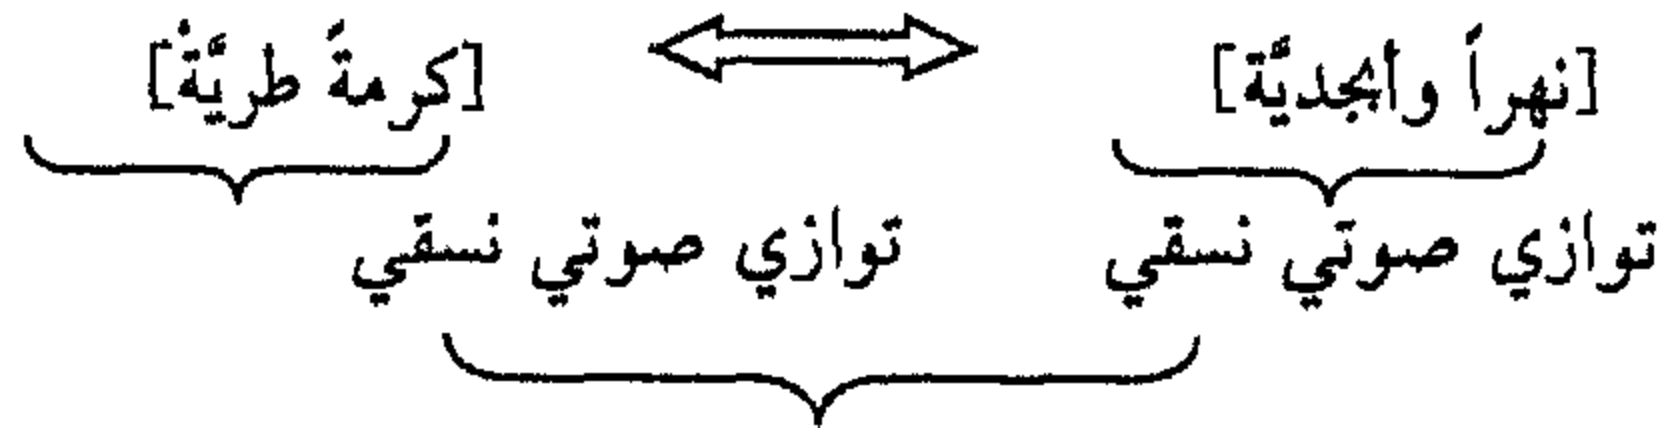 [نهراً وأبجديَّة] [كرمةً طريَّةْ]
توازي صوتي نسقي توازي صوتي نسقي